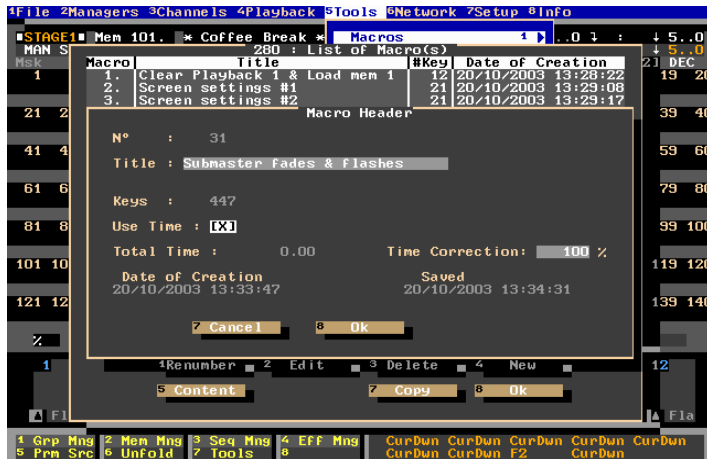 1File 2Managers 3Channels 4Playback 5Tools 6Network 7Setup 8Info
STAGE1 Mem 101. * Coffee Break * Macros 1 ..0 : 5..0
MAN S 280 : List of Macro(s) 5..0
Msk Macro Title #Key Date of Creation 2] DEC
1 1. Clear Playback 1 & Load mem 1 12 20/10/2003 13:28:22 19 20
2. Screen settings #1 21 20/10/2003 13:29:08
3. Screen settings #2 21 20/10/2003 13:29:17
21 2 Macro Header 39 40
N° : 31
41 4 Title : Submaster fades & flashes 59 60
61 6 Keys : 447 79 80
81 8 Use Time : [X] 99 100
Total Time : 0.00 Time Correction: 100 %
101 10 119 120
Date of Creation Saved
20/10/2003 13:33:47 20/10/2003 13:34:31
121 12 139 140
7 Cancel 8 Ok
%
1 1Renumber 2 Edit 3 Delete 4 New 12
5 Content 7 Copy 8 Ok
Fl Fla
1 Grp Mng 2 Mem Mng 3 Seq Mng 4 Eff Mng CurDwn CurDwn CurDwn CurDwn CurDwn
5 Prm Src 6 Unfold 7 Tools 8 CurDwn CurDwn F2 CurDwn